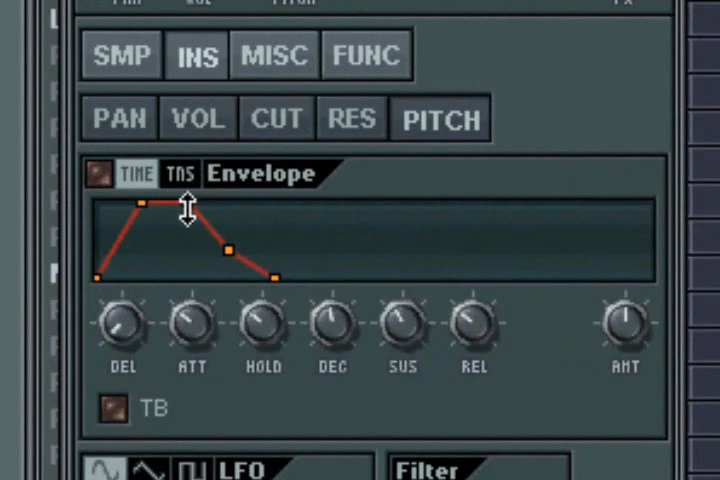 SMP INS MISC FUNC
PAN VOL CUT RES PITCH
TIME TNS Envelope
DEL ATT HOLD DEC SUS REL AMT
TB
LFO Filter